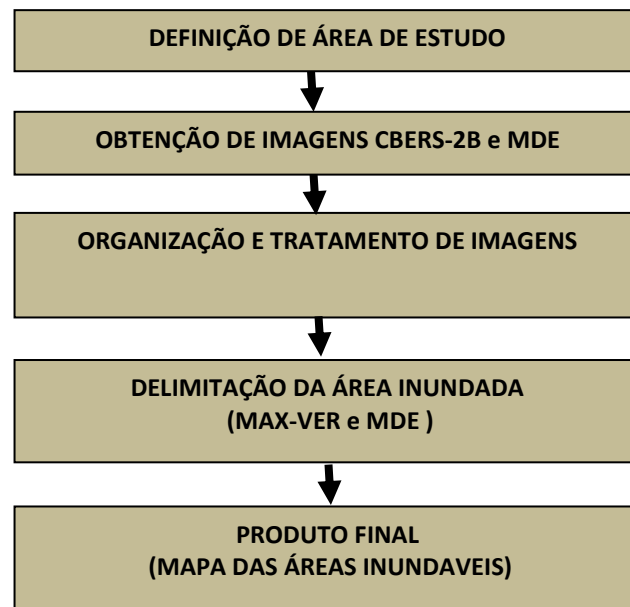 DEFINIÇÃO DE ÁREA DE ESTUDO
OBTENÇÃO DE IMAGENS CBERS-2B e MDE
ORGANIZAÇÃO E TRATAMENTO DE IMAGENS
DELIMITAÇÃO DA ÁREA INUNDADA
(MAX-VER e MDE )
PRODUTO FINAL
(MAPA DAS ÁREAS INUNDAVEIS)